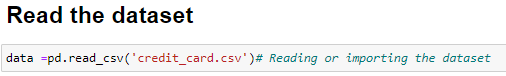 Read the dataset
data =pd.read_csv('credit_card.csv')# Reading or importing the dataset